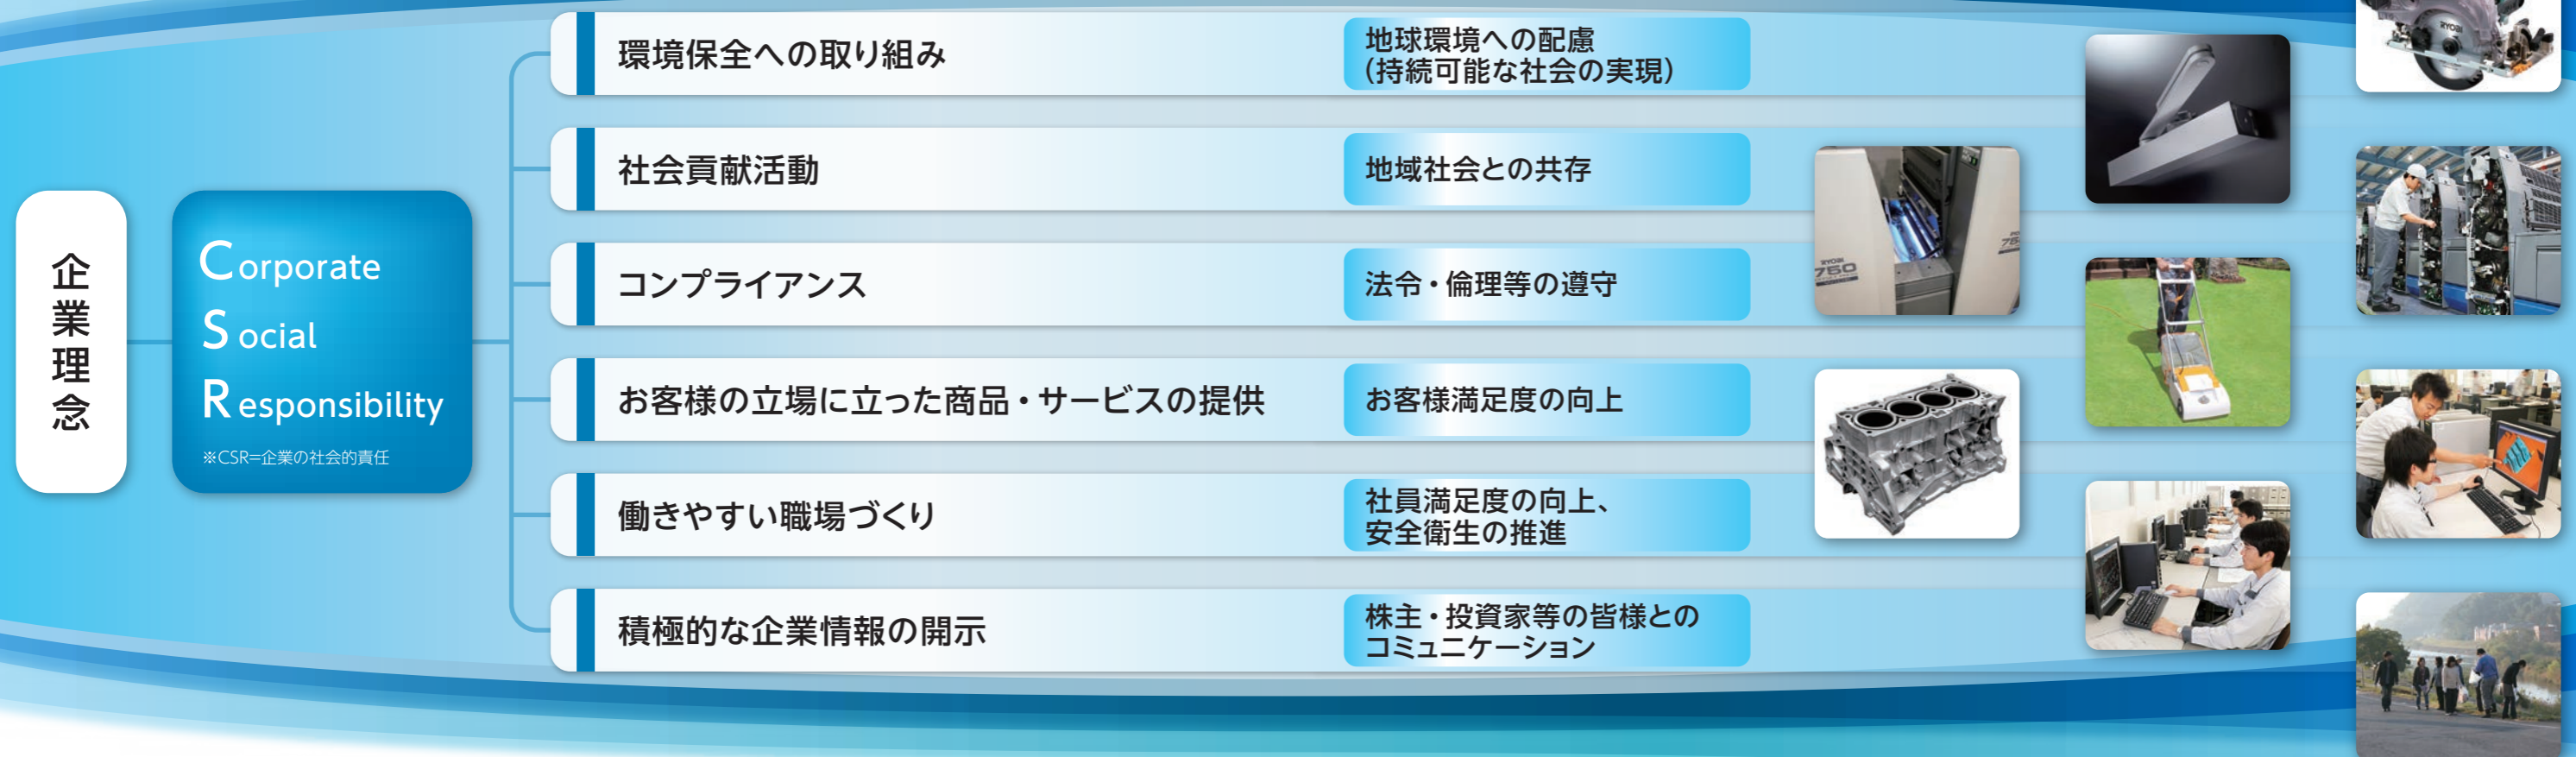 企業理念
Corporate
Social
Responsibility
※CSR=企業の社会的責任
環境保全への取り組み
地球環境への配慮
(持続可能な社会の実現)
社会貢献活動
地域社会との共存
コンプライアンス
法令・倫理等の遵守
お客様の立場に立った商品・サービスの提供
お客様満足度の向上
働きやすい職場づくり
社員満足度の向上、
安全衛生の推進
積極的な企業情報の開示
株主・投資家等の皆様との
コミュニケーション
RYOBI
RYOBI
750